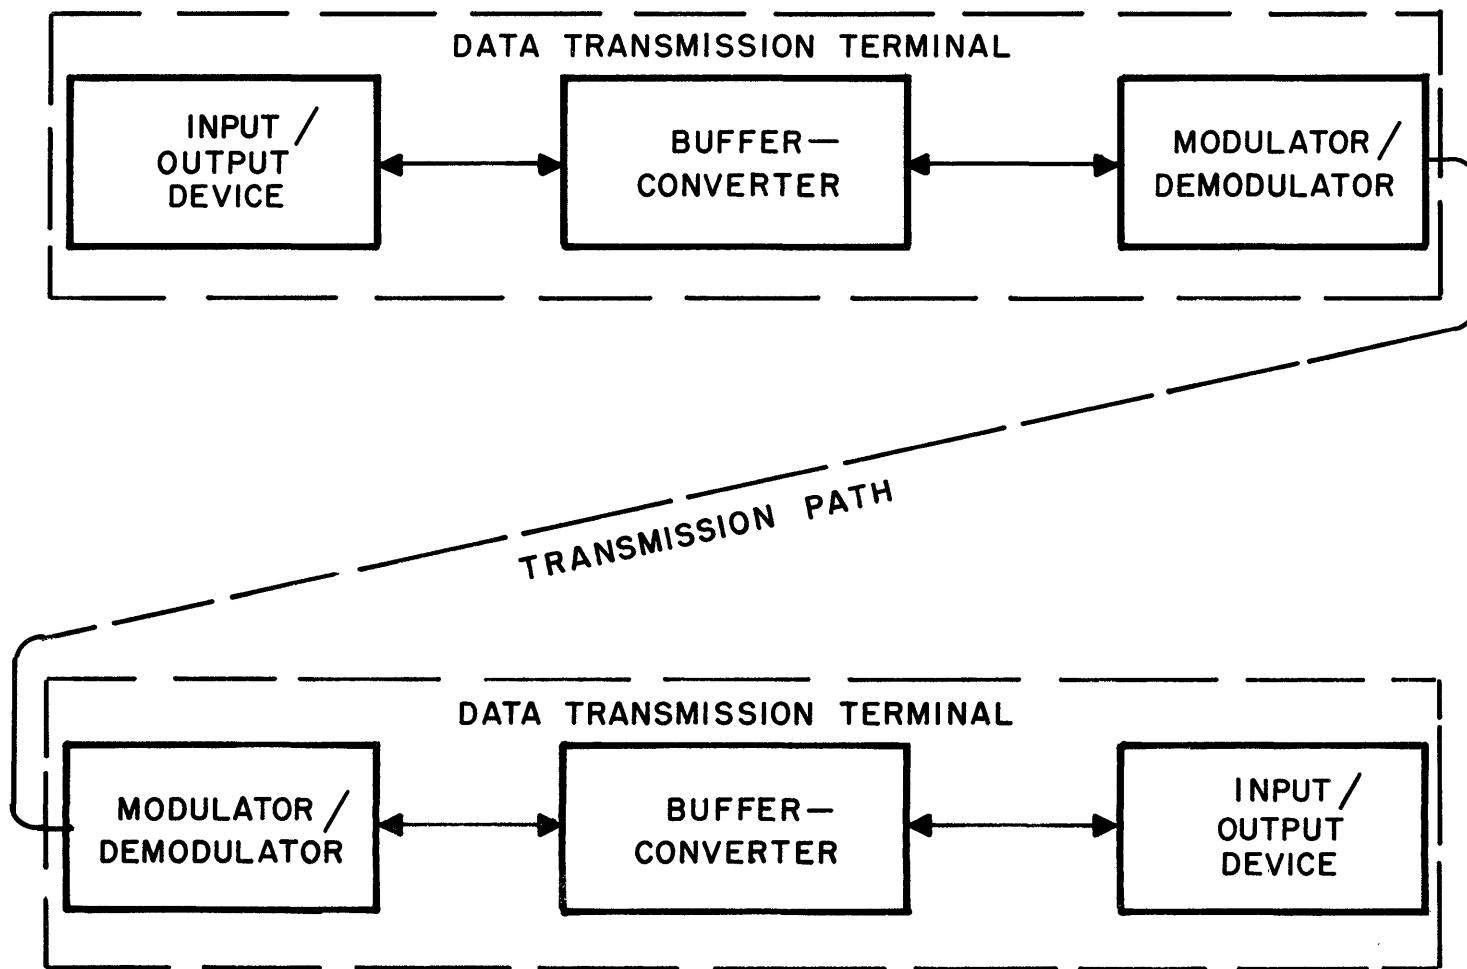 DATA TRANSMISSION TERMINAL
INPUT /
OUTPUT
DEVICE
BUFFER—
CONVERTER
MODULATOR /
DEMODULATOR
TRANSMISSION PATH
DATA TRANSMISSION TERMINAL
MODULATOR /
DEMODULATOR
BUFFER—
CONVERTER
INPUT /
OUTPUT
DEVICE